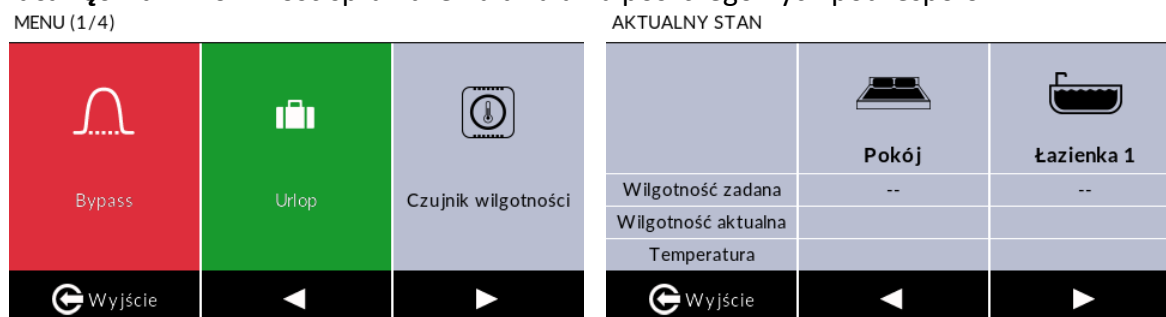 MENU (1/4)
Bypass
Urlop
Czujnik wilgotności
Wyjście
AKTUALNY STAN
Pokój
Łazienka 1
Wilgotność zadana
--
--
Wilgotność aktualna
Temperatura
Wyjście